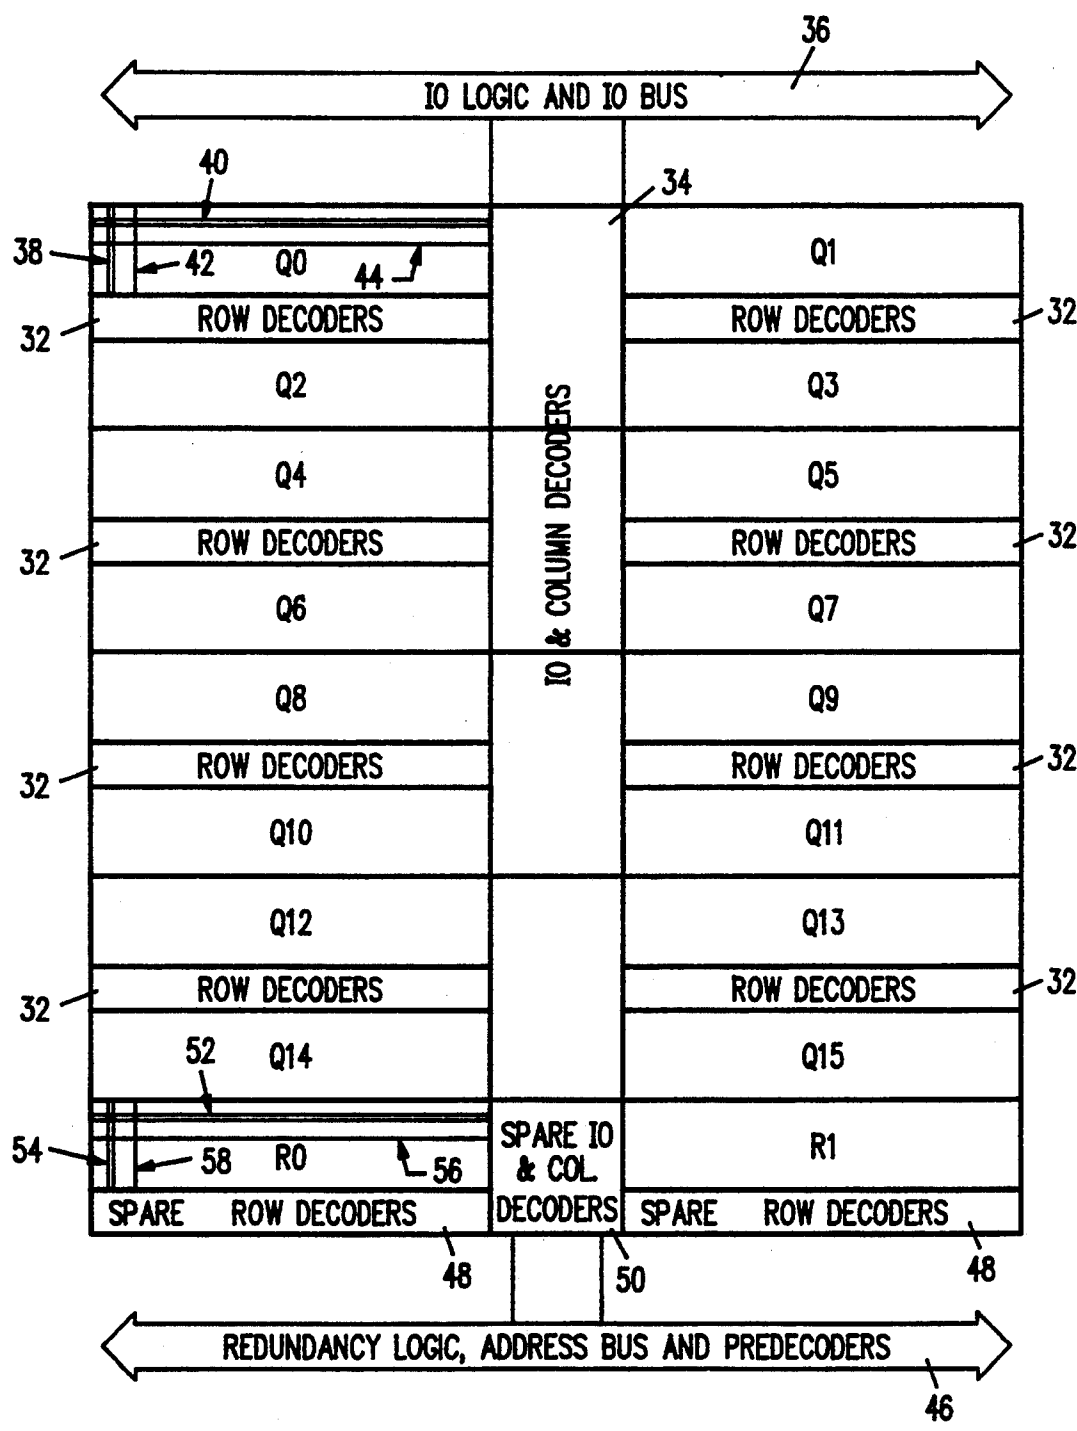 36
IO LOGIC AND IO BUS
40
34
38
42
Q0
44
Q1
32
ROW DECODERS
ROW DECODERS
32
Q2
Q3
IO & COLUMN DECODERS
Q4
Q5
32
ROW DECODERS
ROW DECODERS
32
Q6
Q7
Q8
Q9
32
ROW DECODERS
ROW DECODERS
32
Q10
Q11
Q12
Q13
32
ROW DECODERS
ROW DECODERS
32
52
Q14
Q15
54
58
R0
56
SPARE IO
& COL.
DECODERS
R1
SPARE ROW DECODERS
SPARE ROW DECODERS
48
50
48
REDUNDANCY LOGIC, ADDRESS BUS AND PREDECODERS
46